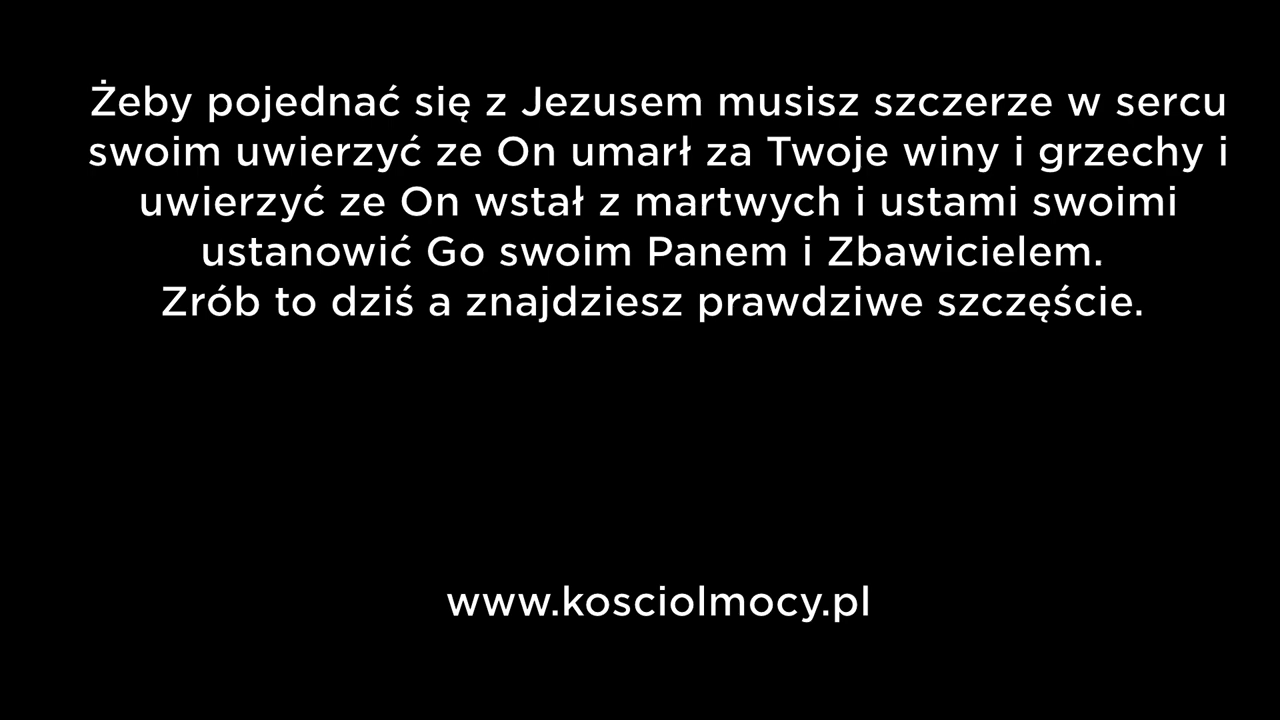 Żeby pojednać się z Jezusem musisz szczerze w sercu
swoim uwierzyć ze On umarł za Twoje winy i grzechy i
uwierzyć ze On wstał z martwych i ustami swoimi
ustanowić Go swoim Panem i Zbawicielem.
Zrób to dziś a znajdziesz prawdziwe szczęście.
www.kosciolmocy.pl